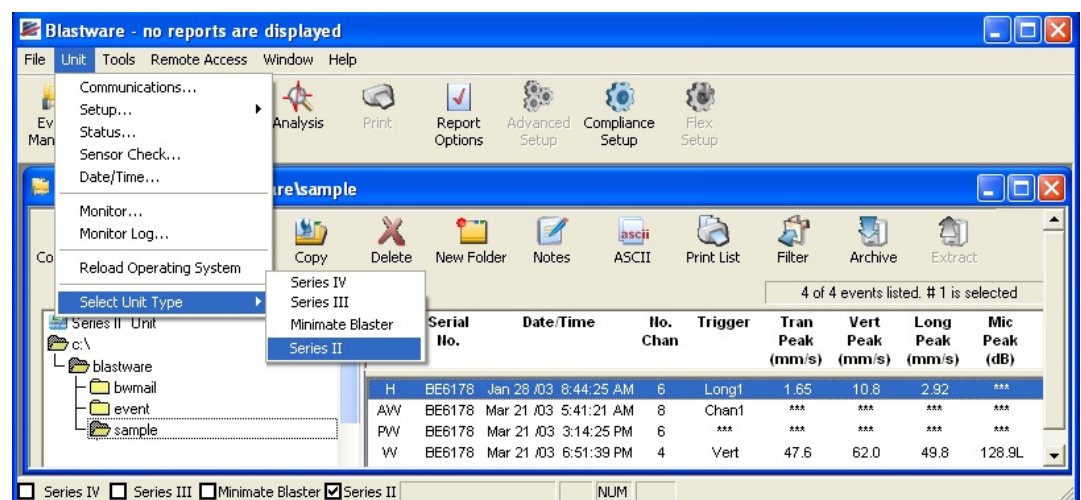 Blastware - no reports are displayed
File Unit Tools Remote Access Window Help
Communications...
Setup...
Status...
Sensor Check...
Date/Time...
Monitor...
Monitor Log...
Reload Operating System
Select Unit Type
Series IV
Series III
Minimate Blaster
Series II
Analysis
Print
Report Options
Advanced Setup
Compliance Setup
Flex Setup
Copy
Delete
New Folder
Notes
ASCII
ascii
Print List
Filter
Archive
Extract
4 of 4 events listed. # 1 is selected
Series II Unit
c:\
blastware
bwmail
event
sample
Serial No. Date/Time No. Chan Trigger Tran Peak (mm/s) Vert Peak (mm/s) Long Peak (mm/s) Mic Peak (dB)
H BE6178 Jan 28 /03 8:44:25 AM 6 Long1 1.65 10.8 2.92 ***
AW BE6178 Mar 21 /03 5:41:21 AM 8 Chan1 *** *** *** ***
PW BE6178 Mar 21 /03 3:14:25 PM 6 *** *** *** *** ***
W BE6178 Mar 21 /03 6:51:39 PM 4 Vert 47.6 62.0 49.8 128.9L
Series IV Series III Minimate Blaster Series II NUM